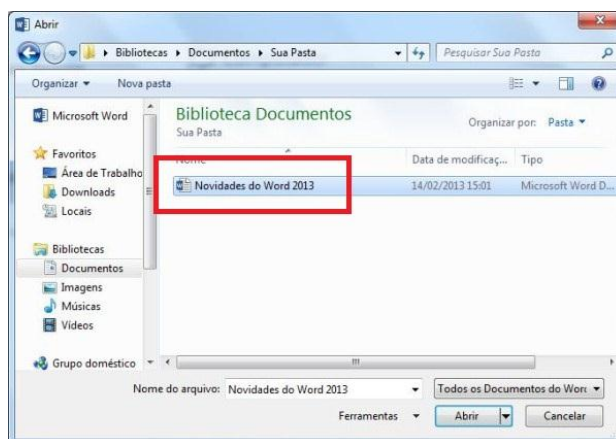 Abrir
Bibliotecas ▸ Documentos ▸ Sua Pasta
Pesquisar Sua Pasta
Organizar
Nova pasta
Microsoft Word
Favoritos
Área de Trabalho
Downloads
Locais
Bibliotecas
Documentos
Imagens
Músicas
Vídeos
Grupo doméstico
Biblioteca Documentos
Sua Pasta
Organizar por: Pasta
Nome
Data de modificaç...
Tipo
Novidades do Word 2013
14/02/2013 15:01
Microsoft Word D...
Nome do arquivo: Novidades do Word 2013
Todos os Documentos do Word
Ferramentas
Abrir
Cancelar